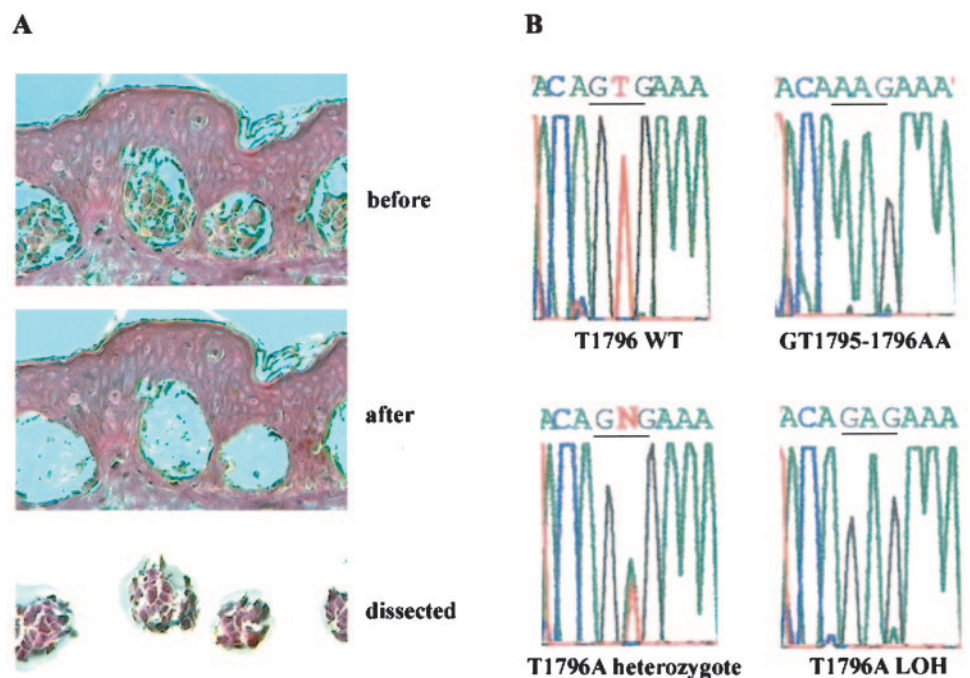 A
before
after
dissected
B
ACAGTGAAA
T1796 WT
ACAAAGAAA'
GT1795-1796AA
ACAGNGAAA
T1796A heterozygote
ACAGAGAAA
T1796A LOH